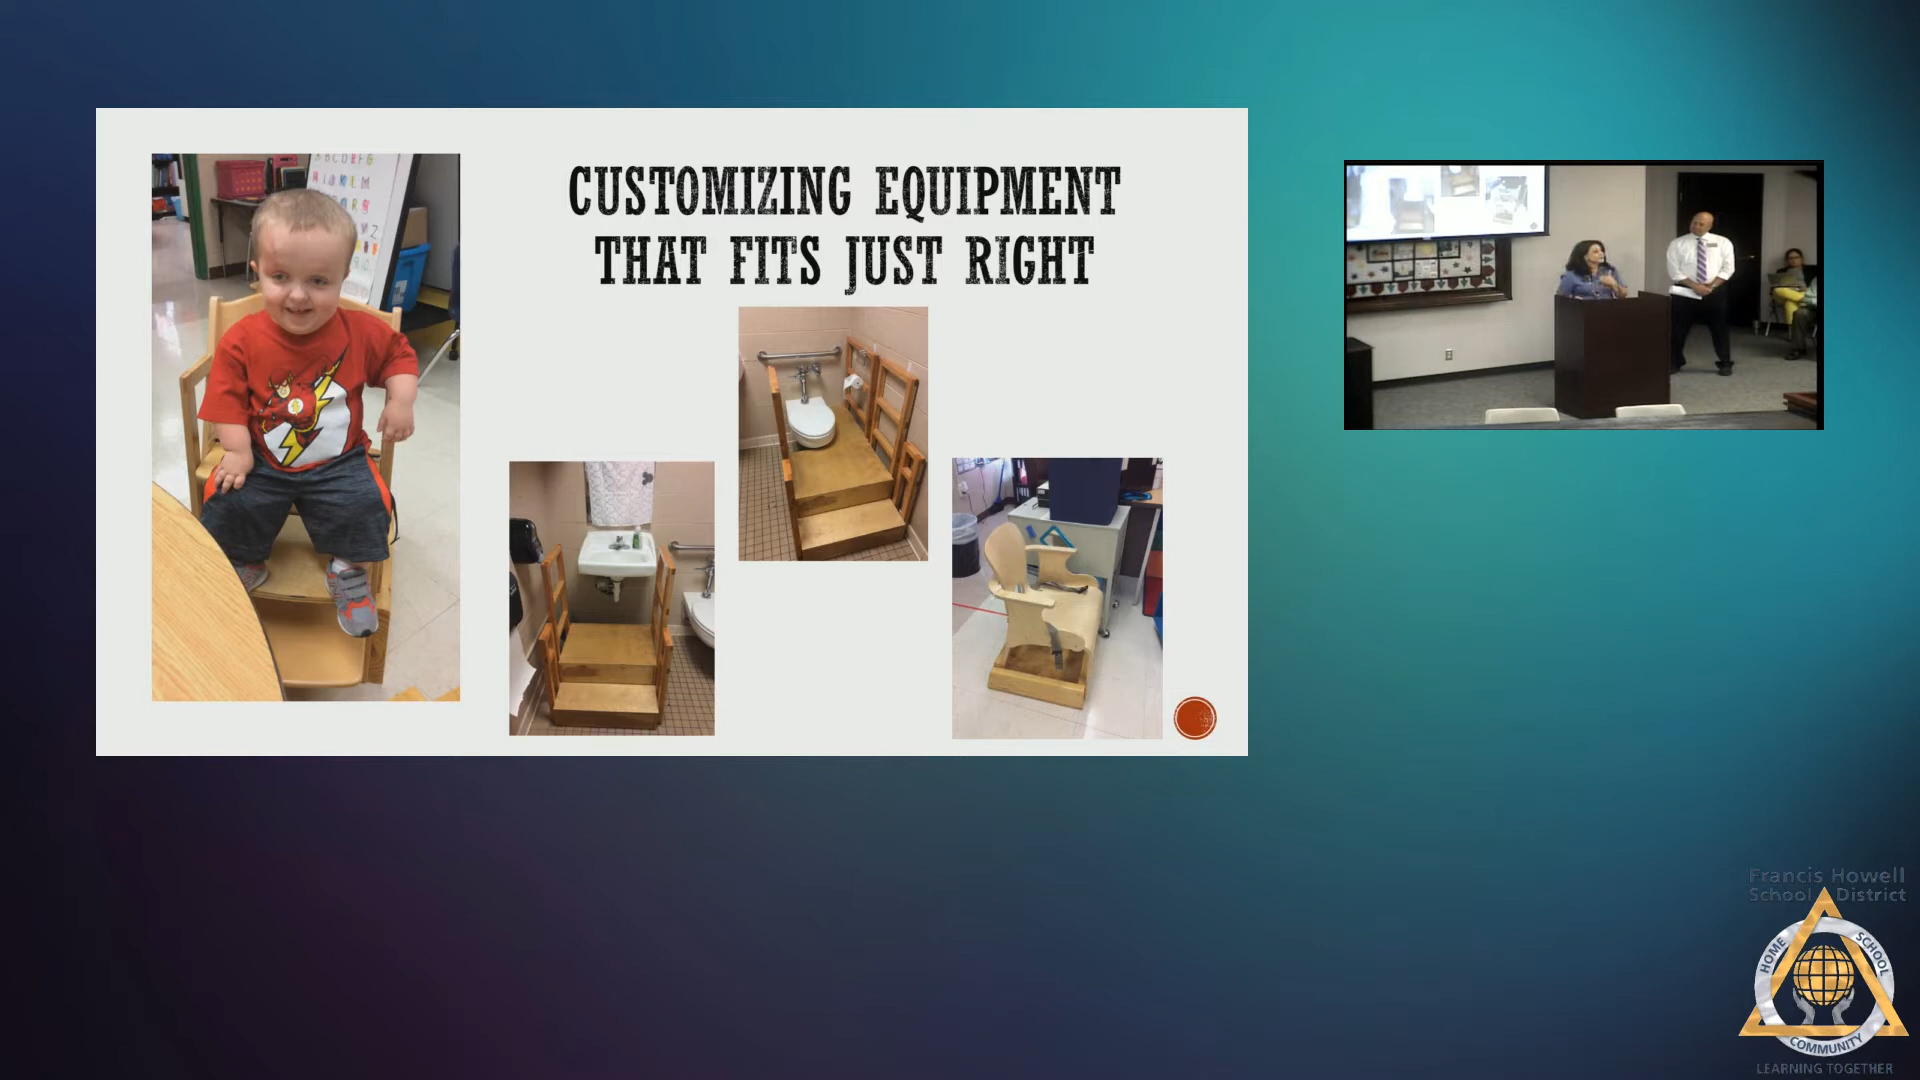 CUSTOMIZING EQUIPMENT
THAT FITS JUST RIGHT
Francis Howell
School District
HOME
SCHOOL
COMMUNITY
LEARNING TOGETHER